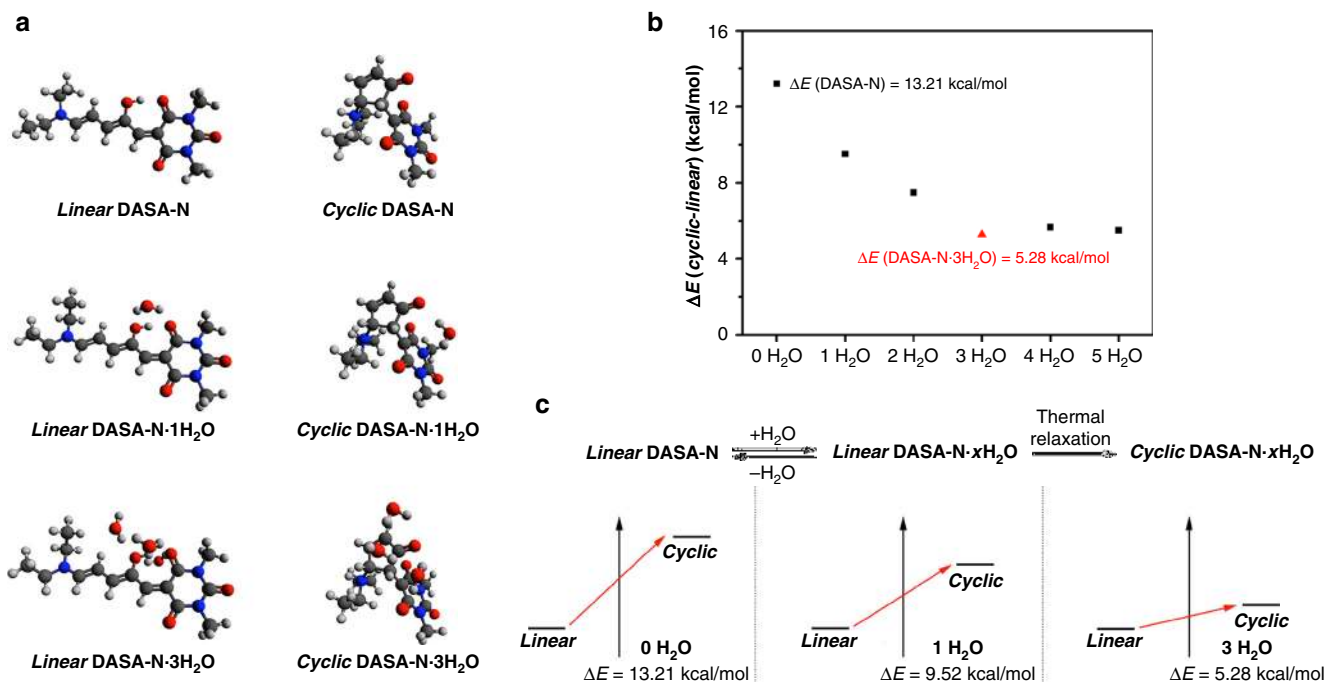 a
Linear DASA-N
Cyclic DASA-N
Linear DASA-N·1H₂O
Cyclic DASA-N·1H₂O
Linear DASA-N·3H₂O
Cyclic DASA-N·3H₂O
b
ΔE (cyclic-linear) (kcal/mol)
16
12
8
4
0
ΔE (DASA-N) = 13.21 kcal/mol
ΔE (DASA-N·3H₂O) = 5.28 kcal/mol
0 H₂O 1 H₂O 2 H₂O 3 H₂O 4 H₂O 5 H₂O
c
Linear DASA-N
+H₂O
–H₂O
Linear DASA-N·xH₂O
Thermal
relaxation
Cyclic DASA-N·xH₂O
Cyclic
Linear
0 H₂O
ΔE = 13.21 kcal/mol
Cyclic
Linear
1 H₂O
ΔE = 9.52 kcal/mol
Cyclic
Linear
3 H₂O
ΔE = 5.28 kcal/mol